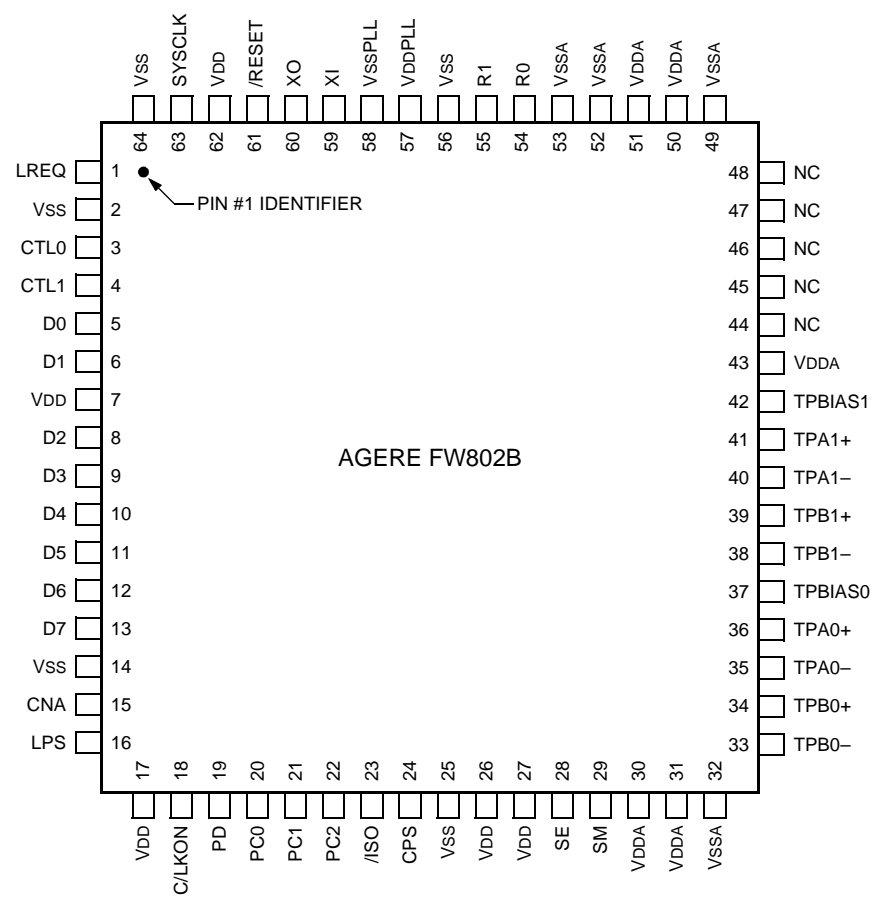 VSS SYSCLK VDD /RESET XO XI VSSPLL VDDPLL VSS R1 R0 VSSA VSSA VDDA VDDA VSSA
64 63 62 61 60 59 58 57 56 55 54 53 52 51 50 49
LREQ 1 48 NC
PIN #1 IDENTIFIER
VSS 2 47 NC
CTL0 3 46 NC
CTL1 4 45 NC
D0 5 44 NC
D1 6 43 VDDA
VDD 7 42 TPBIAS1
D2 8 41 TPA1+
AGERE FW802B
D3 9 40 TPA1–
D4 10 39 TPB1+
D5 11 38 TPB1–
D6 12 37 TPBIAS0
D7 13 36 TPA0+
VSS 14 35 TPA0–
CNA 15 34 TPB0+
LPS 16 33 TPB0–
17 18 19 20 21 22 23 24 25 26 27 28 29 30 31 32
VDD C/LKON PD PC0 PC1 PC2 /ISO CPS VSS VDD VDD SE SM VDDA VDDA VSSA